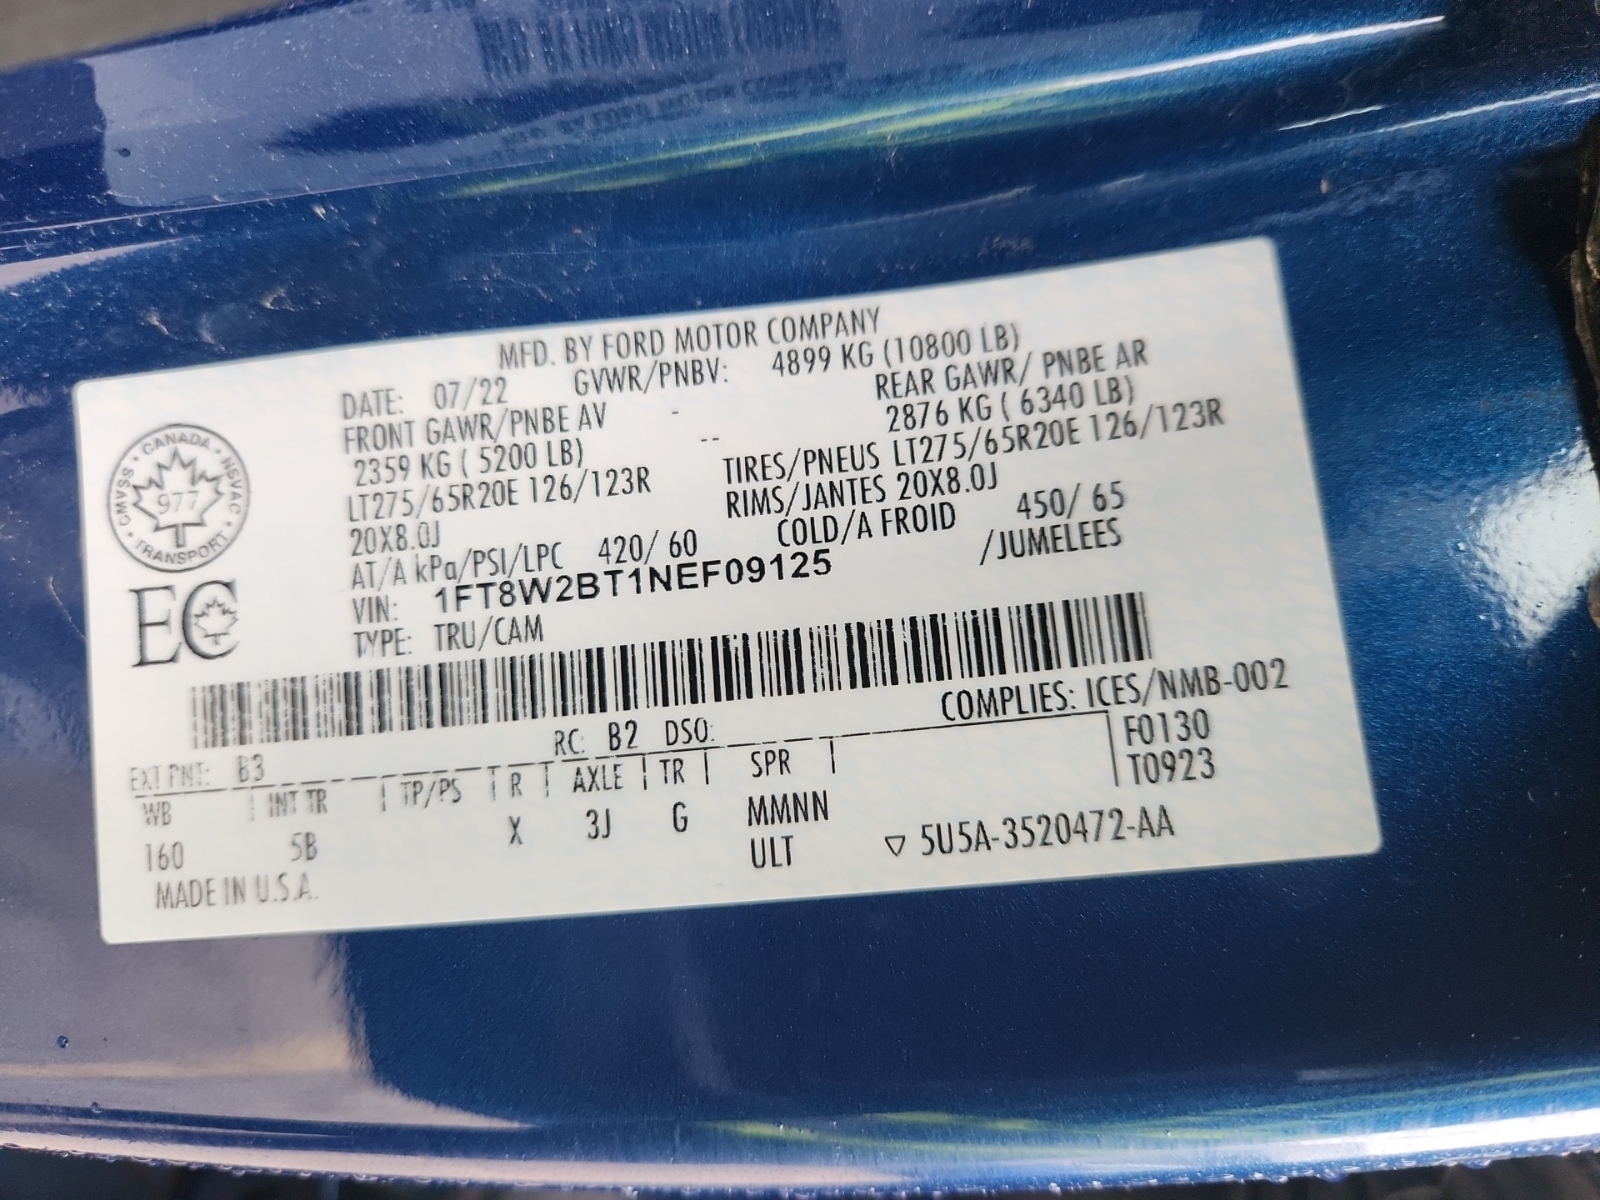 MFD. BY FORD MOTOR COMPANY
DATE: 07/22 GVWR/PNBV: 4899 KG (10800 LB)
FRONT GAWR/PNBE AV - REAR GAWR/ PNBE AR
2359 KG ( 5200 LB) -- 2876 KG ( 6340 LB)
LT275/65R20E 126/123R TIRES/PNEUS LT275/65R20E 126/123R
20X8.0J RIMS/JANTES 20X8.0J
AT/A kPa/PSI/LPC 420/ 60 COLD/A FROID 450/ 65
VIN: 1FT8W2BT1NEF09125 /JUMELEES
TYPE: TRU/CAM
CANADA
CMVSS NSVAC
977
TRANSPORT
EC
COMPLIES: ICES/NMB-002
EXT PNT: B3 RC: B2 DSO: F0130
WB INT TR TP/PS R AXLE TR SPR T0923
160 5B X 3J G MMNN
ULT ▽ 5U5A-3520472-AA
MADE IN U.S.A.